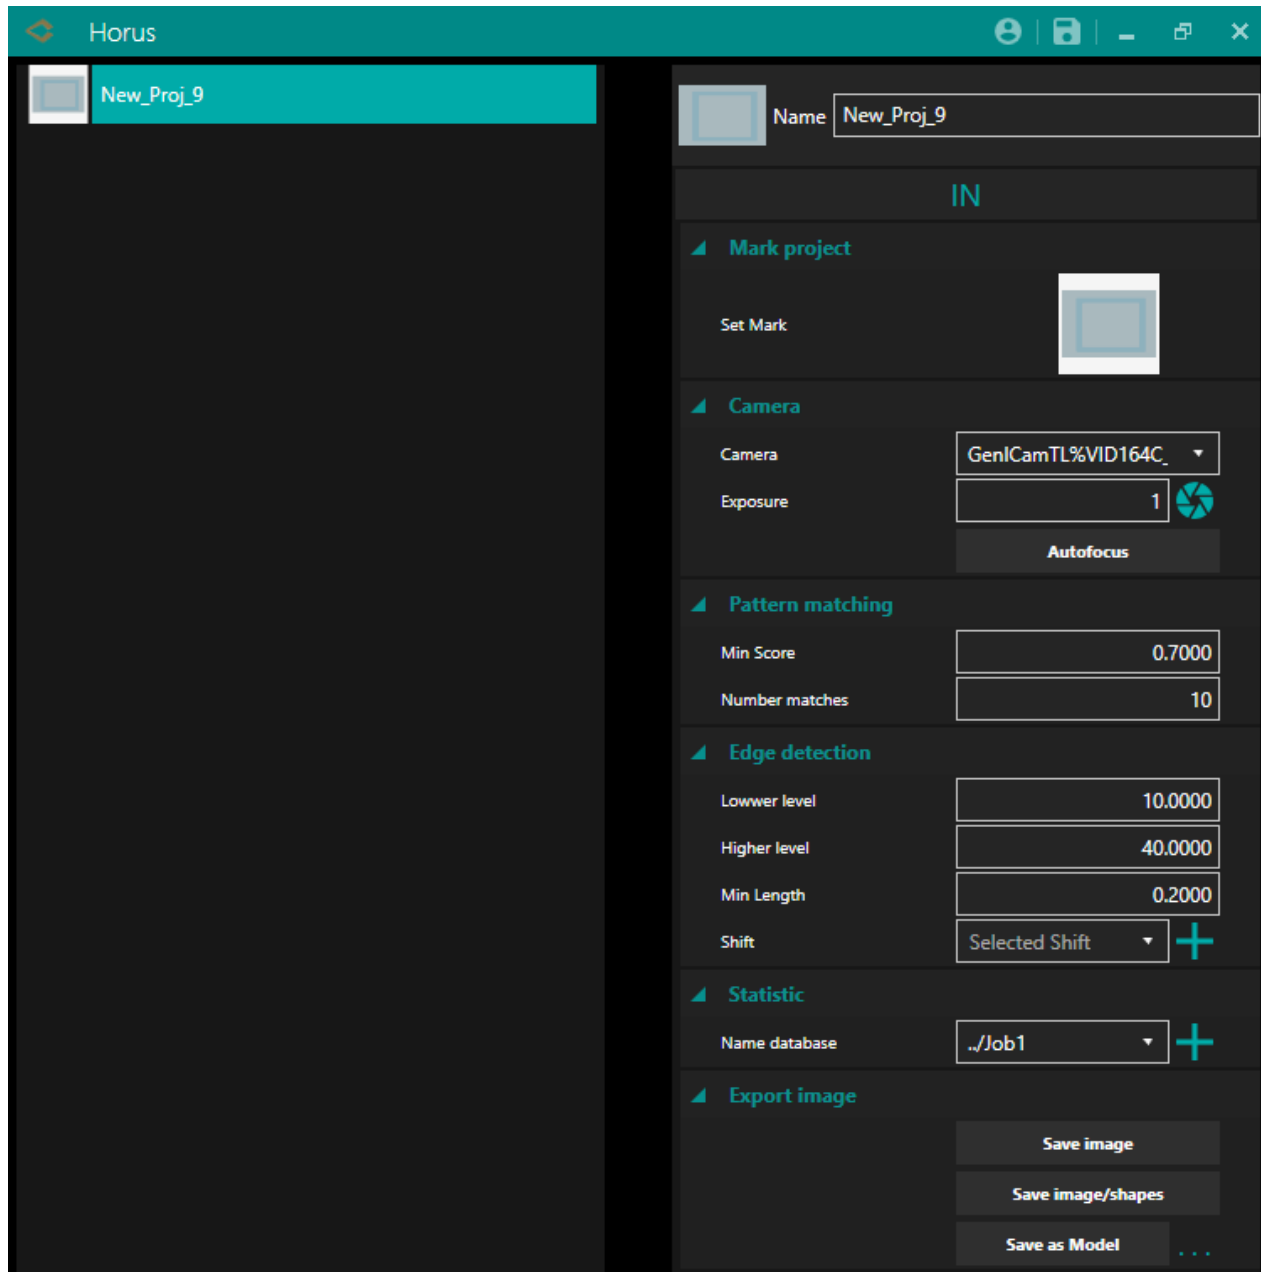 Horus
New_Proj_9
Name New_Proj_9
IN
Mark project
Set Mark
Camera
Camera GenICamTL%VID164C_
Exposure 1
Autofocus
Pattern matching
Min Score 0.7000
Number matches 10
Edge detection
Lowwer level 10.0000
Higher level 40.0000
Min Length 0.2000
Shift Selected Shift
Statistic
Name database ../Job1
Export image
Save image
Save image/shapes
Save as Model ...